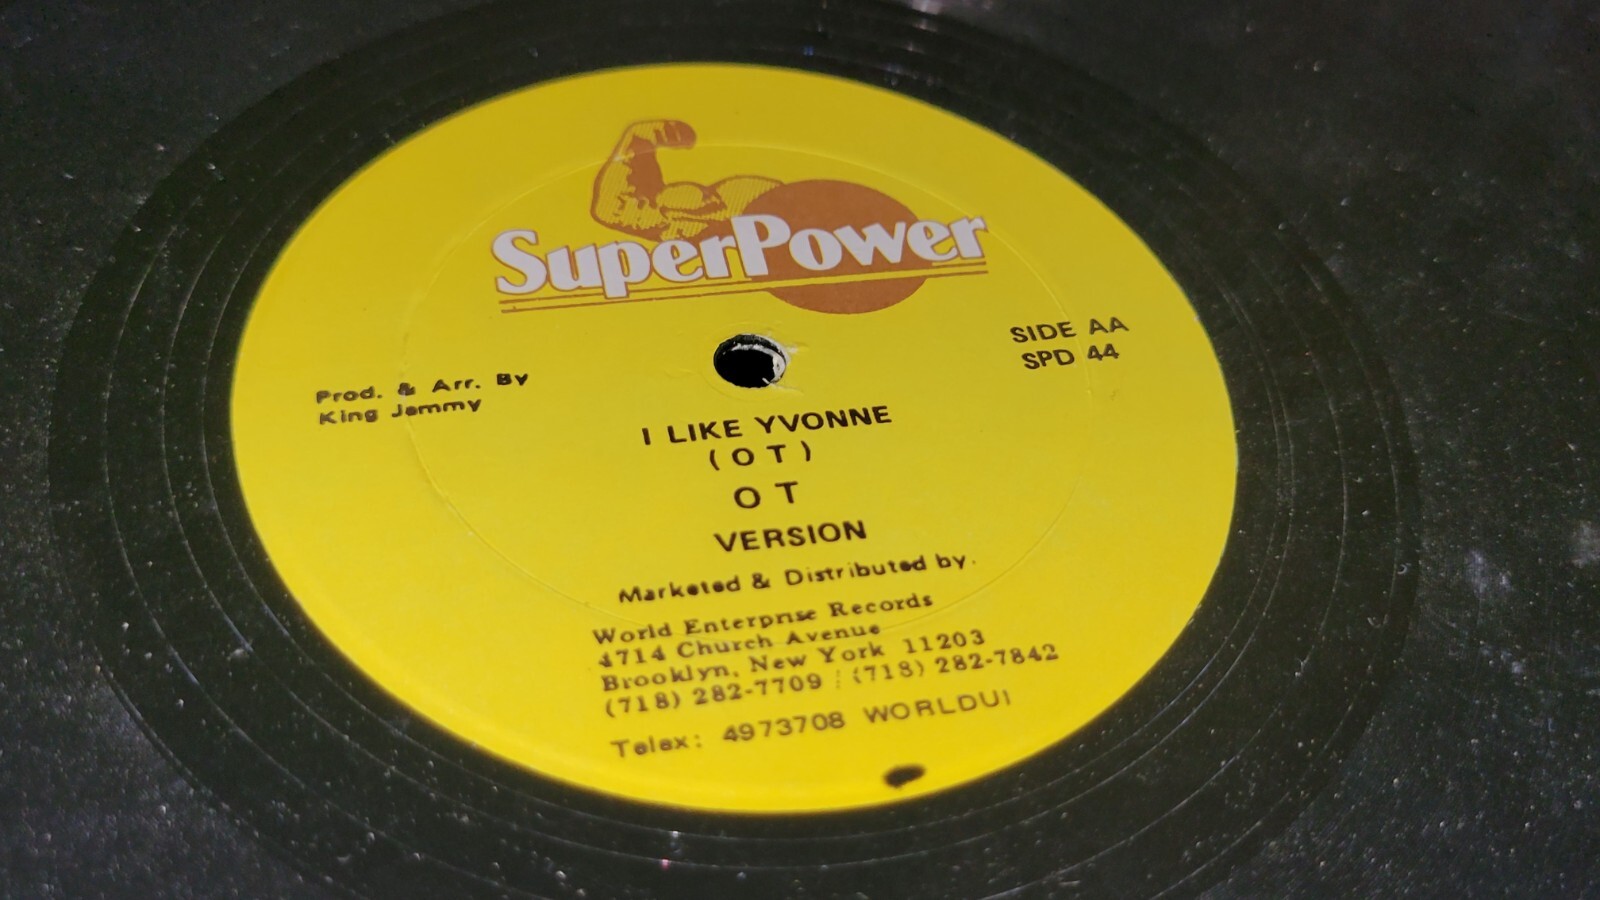 SuperPower
SIDE AA
SPD 44
Prod. & Arr. By
King Jammy
I LIKE YVONNE
( O T )
O T
VERSION
Marketed & Distributed by.
World Enterprise Records
4714 Church Avenue
Brooklyn, New York 11203
(718) 282-7709 / (718) 282-7842
Telex: 4973708 WORLDUI